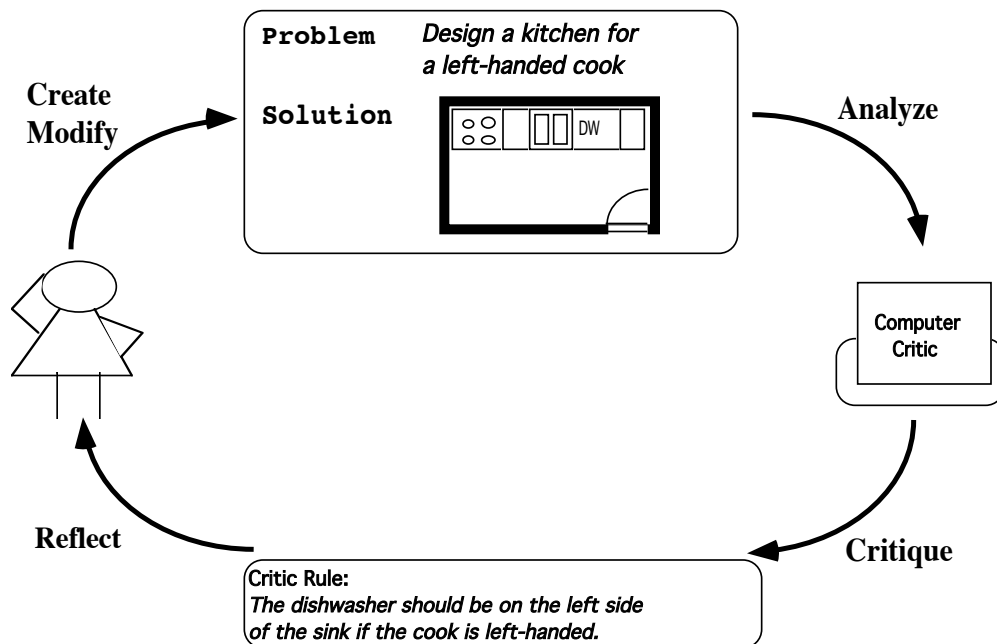 Problem
Design a kitchen for
a left-handed cook
Solution
DW
Create
Modify
Analyze
Computer
Critic
Critique
Critic Rule:
The dishwasher should be on the left side
of the sink if the cook is left-handed.
Reflect